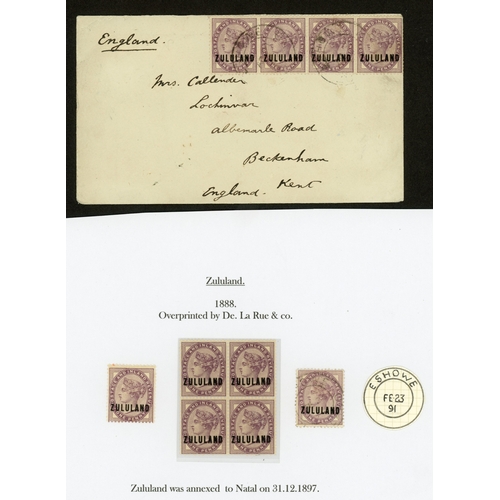 England.
ZULULAND ZULULAND ZULULAND ZULULAND
Mrs. Callender
Lochinvar
Albemarle Road
Beckenham
Kent
England.
Zululand.
1888.
Overprinted by De. La Rue & co.
ZULULAND
ZULULAND ZULULAND
ZULULAND ZULULAND
ZULULAND
ESHOWE
FE 23
91
Zululand was annexed to Natal on 31.12.1897.